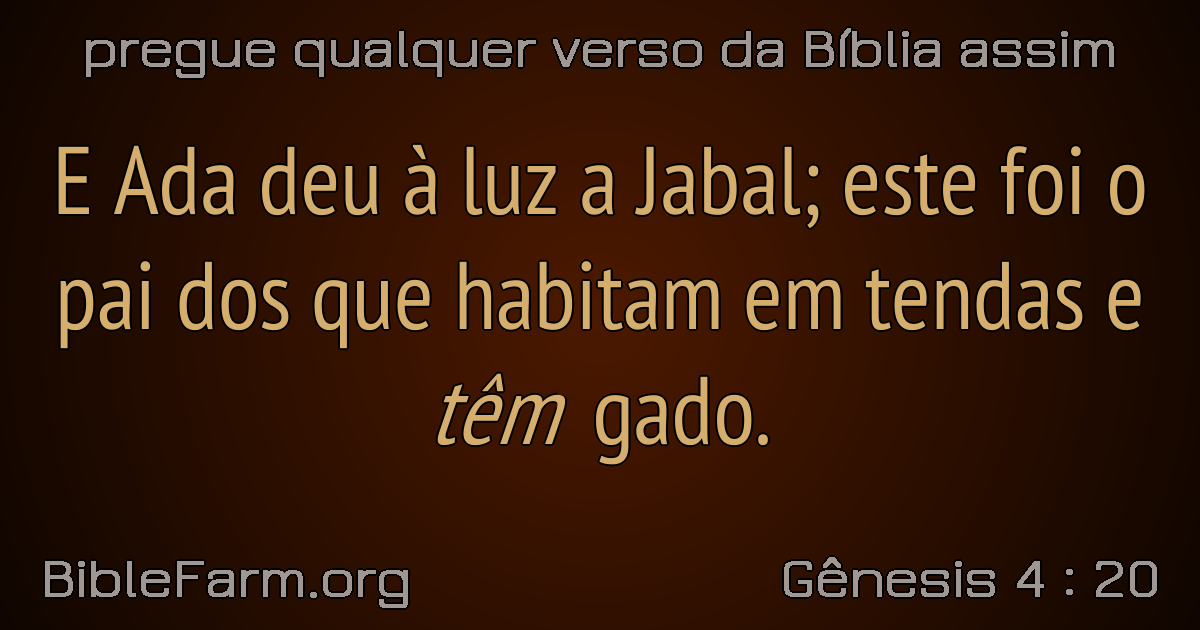 pregue qualquer verso da Bíblia assim
E Ada deu à luz a Jabal; este foi o
pai dos que habitam em tendas e
têm gado.
BibleFarm.org
Gênesis 4 : 20